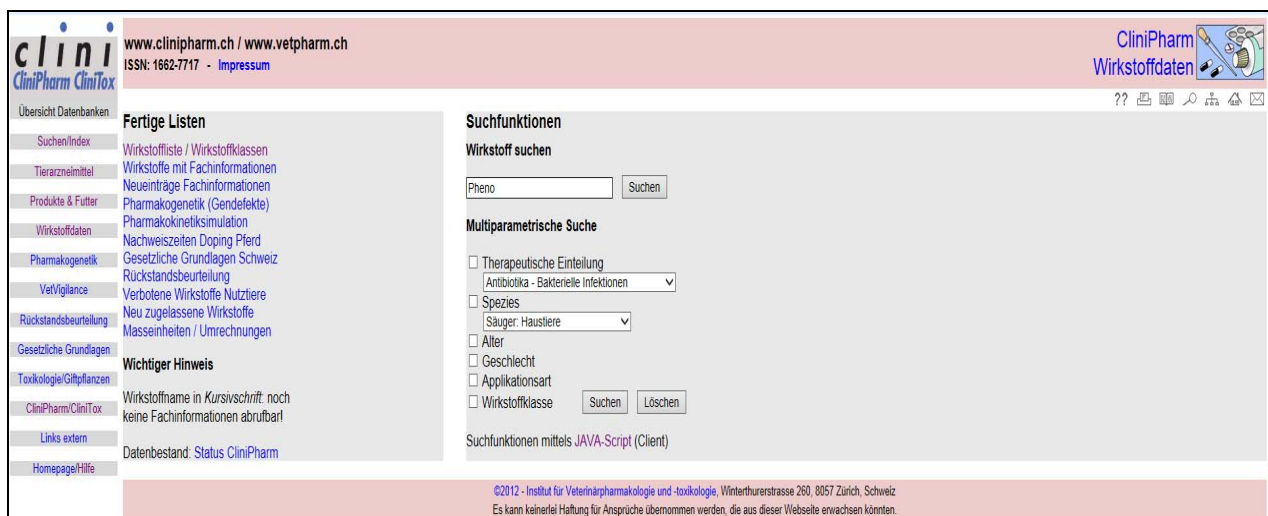 clini
CliniPharm CliniTox
www.clinipharm.ch / www.vetpharm.ch
ISSN: 1662-7717 - Impressum
CliniPharm
Wirkstoffdaten
??
Übersicht Datenbanken
Suchen/Index
Tierarzneimittel
Produkte & Futter
Wirkstoffdaten
Pharmakogenetik
VetVigilance
Rückstandsbeurteilung
Gesetzliche Grundlagen
Toxikologie/Giftpflanzen
CliniPharm/CliniTox
Links extern
Homepage/Hilfe
Fertige Listen
Wirkstoffliste / Wirkstoffklassen
Wirkstoffe mit Fachinformationen
Neueinträge Fachinformationen
Pharmakogenetik (Gendefekte)
Pharmakokinetiksimulation
Nachweiszeiten Doping Pferd
Gesetzliche Grundlagen Schweiz
Rückstandsbeurteilung
Verbotene Wirkstoffe Nutztiere
Neu zugelassene Wirkstoffe
Masseinheiten / Umrechnungen
Wichtiger Hinweis
Wirkstoffname in Kursivschrift: noch
keine Fachinformationen abrufbar!
Datenbestand: Status CliniPharm
Suchfunktionen
Wirkstoff suchen
Pheno Suchen
Multiparametrische Suche
Therapeutische Einteilung
Antibiotika - Bakterielle Infektionen
Spezies
Säuger: Haustiere
Alter
Geschlecht
Applikationsart
Wirkstoffklasse Suchen Löschen
Suchfunktionen mittels JAVA-Script (Client)
©2012 - Institut für Veterinärpharmakologie und -toxikologie, Winterthurerstrasse 260, 8057 Zürich, Schweiz
Es kann keinerlei Haftung für Ansprüche übernommen werden, die aus dieser Webseite erwachsen könnten.